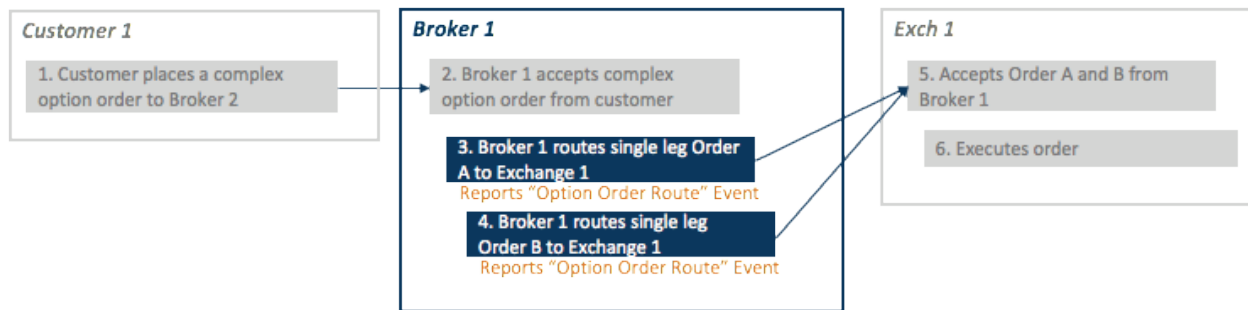 Customer 1
1. Customer places a complex
option order to Broker 2
Broker 1
2. Broker 1 accepts complex
option order from customer
3. Broker 1 routes single leg Order
A to Exchange 1
Reports “Option Order Route” Event
4. Broker 1 routes single leg
Order B to Exchange 1
Reports “Option Order Route” Event
Exch 1
5. Accepts Order A and B from
Broker 1
6. Executes order